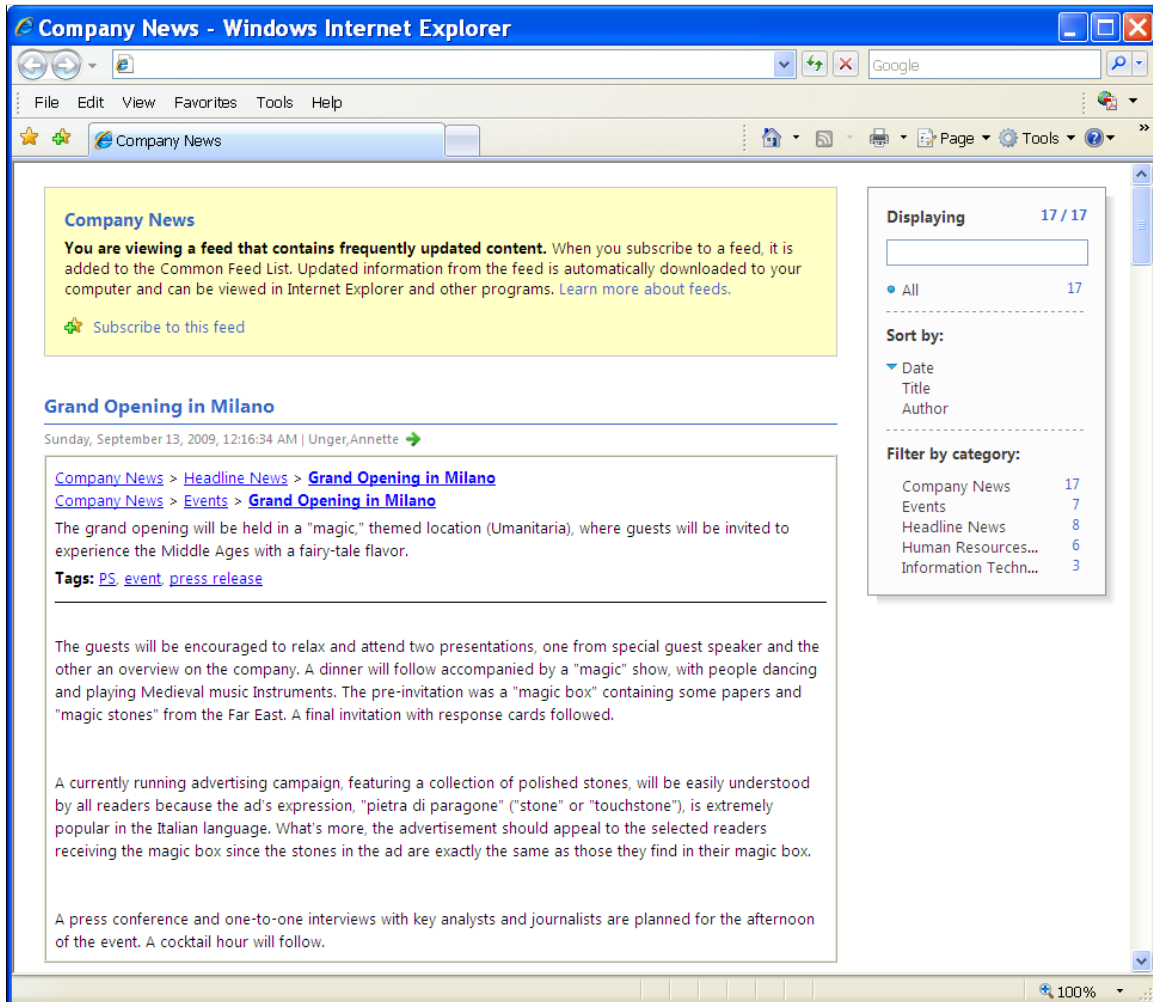 Company News - Windows Internet Explorer
Google
File Edit View Favorites Tools Help
Company News
Page Tools »
Company News
You are viewing a feed that contains frequently updated content. When you subscribe to a feed, it is
added to the Common Feed List. Updated information from the feed is automatically downloaded to your
computer and can be viewed in Internet Explorer and other programs. Learn more about feeds.
Subscribe to this feed
Grand Opening in Milano
Sunday, September 13, 2009, 12:16:34 AM | Unger,Annette
Company News > Headline News > Grand Opening in Milano
Company News > Events > Grand Opening in Milano
The grand opening will be held in a "magic," themed location (Umanitaria), where guests will be invited to
experience the Middle Ages with a fairy-tale flavor.
Tags: PS, event, press release
The guests will be encouraged to relax and attend two presentations, one from special guest speaker and the
other an overview on the company. A dinner will follow accompanied by a "magic" show, with people dancing
and playing Medieval music Instruments. The pre-invitation was a "magic box" containing some papers and
"magic stones" from the Far East. A final invitation with response cards followed.
A currently running advertising campaign, featuring a collection of polished stones, will be easily understood
by all readers because the ad's expression, "pietra di paragone" ("stone" or "touchstone"), is extremely
popular in the Italian language. What's more, the advertisement should appeal to the selected readers
receiving the magic box since the stones in the ad are exactly the same as those they find in their magic box.
A press conference and one-to-one interviews with key analysts and journalists are planned for the afternoon
of the event. A cocktail hour will follow.
Displaying 17 / 17
All 17
Sort by:
Date
Title
Author
Filter by category:
Company News 17
Events 7
Headline News 8
Human Resources... 6
Information Techn... 3
100%